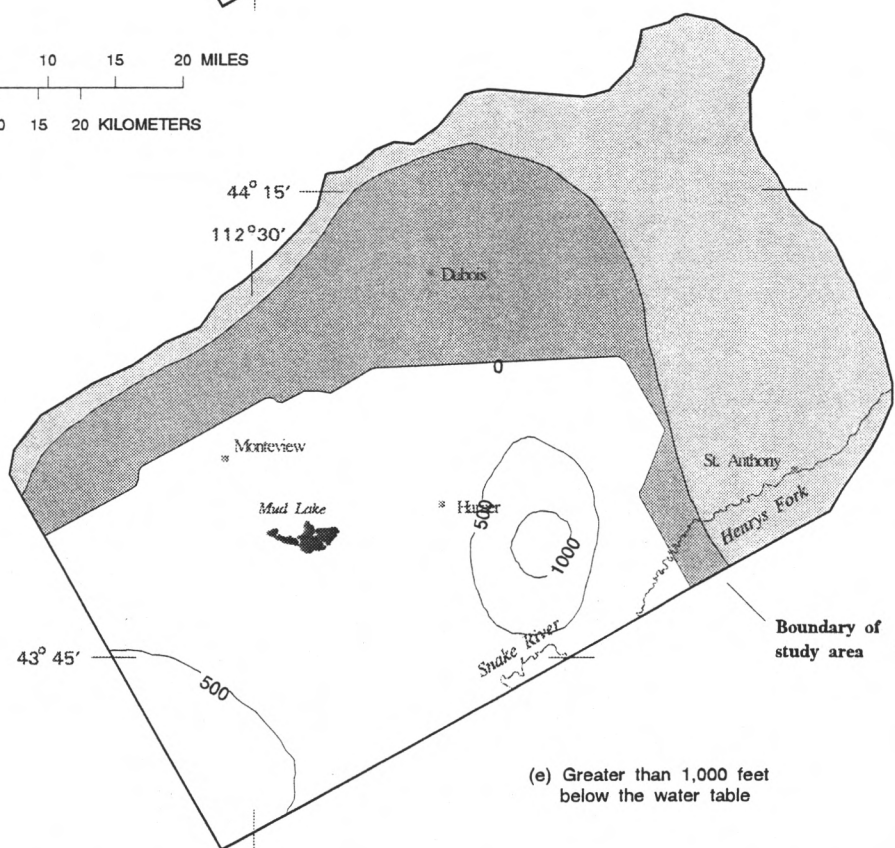 10 15 20 MILES
15 20 KILOMETERS
44° 15'
112° 30'
Dubois
0
Monteview
St. Anthony
Mud Lake
Hamer
500
1000
Henrys Fork
Snake River
Boundary of
study area
43° 45'
500
(e) Greater than 1,000 feet
below the water table